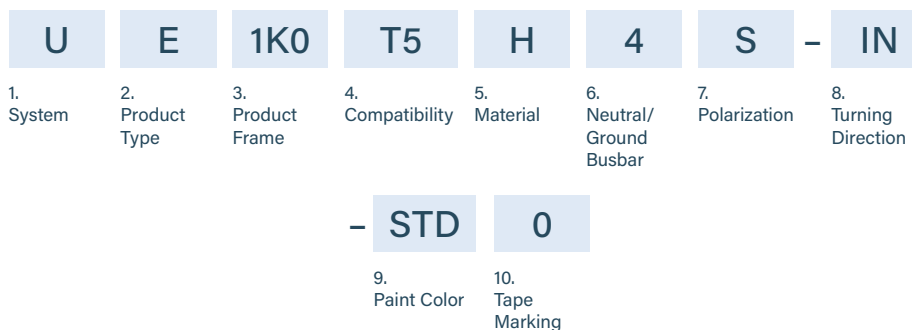 U E 1K0 T5 H 4 S – IN
1. 2. 3. 4. 5. 6. 7. 8.
System Product Product Compatibility Material Neutral/ Polarization Turning
Type Frame Ground Direction
Busbar
– STD 0
9. 10.
Paint Color Tape
Marking